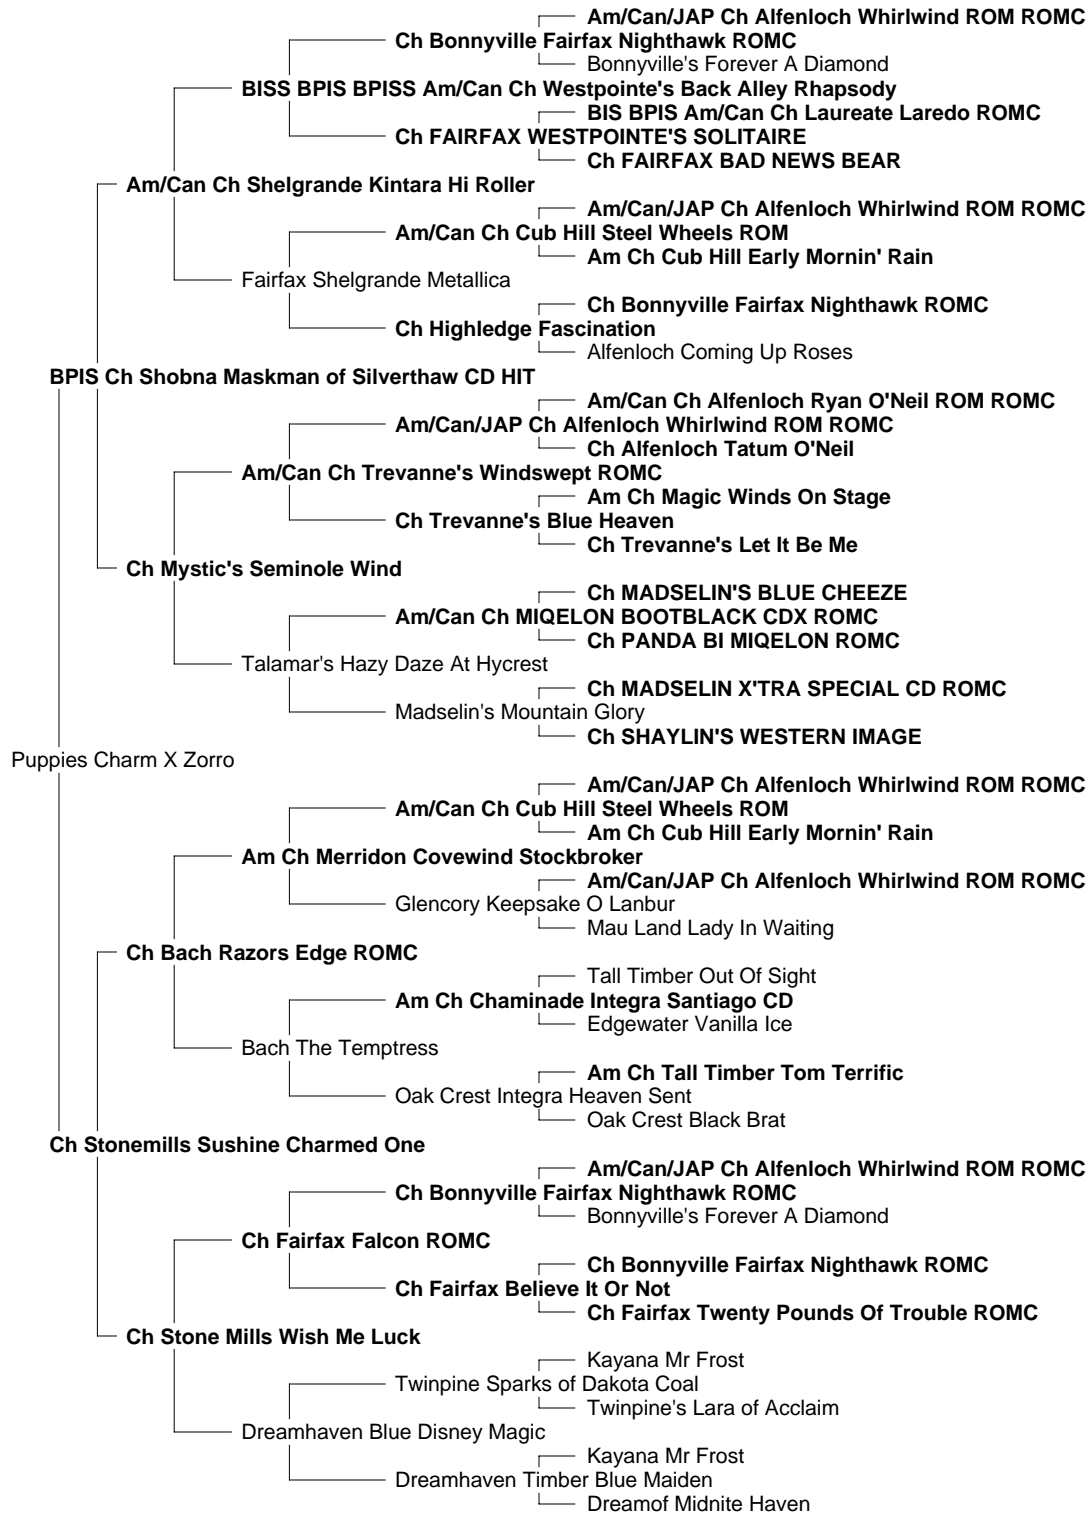 Am/Can/JAP Ch Alfenloch Whirlwind ROM ROMC
Ch Bonnyville Fairfax Nighthawk ROMC
Bonnyville's Forever A Diamond
BISS BPIS BPISS Am/Can Ch Westpointe's Back Alley Rhapsody
BIS BPIS Am/Can Ch Laureate Laredo ROMC
Ch FAIRFAX WESTPOINTE'S SOLITAIRE
Ch FAIRFAX BAD NEWS BEAR
Am/Can Ch Shelgrande Kintara Hi Roller
Am/Can/JAP Ch Alfenloch Whirlwind ROM ROMC
Am/Can Ch Cub Hill Steel Wheels ROM
Am Ch Cub Hill Early Mornin' Rain
Fairfax Shelgrande Metallica
Ch Bonnyville Fairfax Nighthawk ROMC
Ch Highledge Fascination
Alfenloch Coming Up Roses
BPIS Ch Shobna Maskman of Silverthaw CD HIT
Am/Can Ch Alfenloch Ryan O'Neil ROM ROMC
Am/Can/JAP Ch Alfenloch Whirlwind ROM ROMC
Ch Alfenloch Tatum O'Neil
Am/Can Ch Trevanne's Windswept ROMC
Am Ch Magic Winds On Stage
Ch Trevanne's Blue Heaven
Ch Trevanne's Let It Be Me
Ch Mystic's Seminole Wind
Ch MADSELIN'S BLUE CHEEZE
Am/Can Ch MIQELON BOOTBLACK CDX ROMC
Ch PANDA BI MIQELON ROMC
Talamar's Hazy Daze At Hycrest
Ch MADSELIN X'TRA SPECIAL CD ROMC
Madselin's Mountain Glory
Ch SHAYLIN'S WESTERN IMAGE
Puppies Charm X Zorro
Am/Can/JAP Ch Alfenloch Whirlwind ROM ROMC
Am/Can Ch Cub Hill Steel Wheels ROM
Am Ch Cub Hill Early Mornin' Rain
Am Ch Merridon Covewind Stockbroker
Am/Can/JAP Ch Alfenloch Whirlwind ROM ROMC
Glencory Keepsake O Lanbur
Mau Land Lady In Waiting
Ch Bach Razors Edge ROMC
Tall Timber Out Of Sight
Am Ch Chaminade Integra Santiago CD
Edgewater Vanilla Ice
Bach The Temptress
Am Ch Tall Timber Tom Terrific
Oak Crest Integra Heaven Sent
Oak Crest Black Brat
Ch Stonemills Sushine Charmed One
Am/Can/JAP Ch Alfenloch Whirlwind ROM ROMC
Ch Bonnyville Fairfax Nighthawk ROMC
Bonnyville's Forever A Diamond
Ch Fairfax Falcon ROMC
Ch Bonnyville Fairfax Nighthawk ROMC
Ch Fairfax Believe It Or Not
Ch Fairfax Twenty Pounds Of Trouble ROMC
Ch Stone Mills Wish Me Luck
Kayana Mr Frost
Twinpine Sparks of Dakota Coal
Twinpine's Lara of Acclaim
Dreamhaven Blue Disney Magic
Kayana Mr Frost
Dreamhaven Timber Blue Maiden
Dreamof Midnite Haven